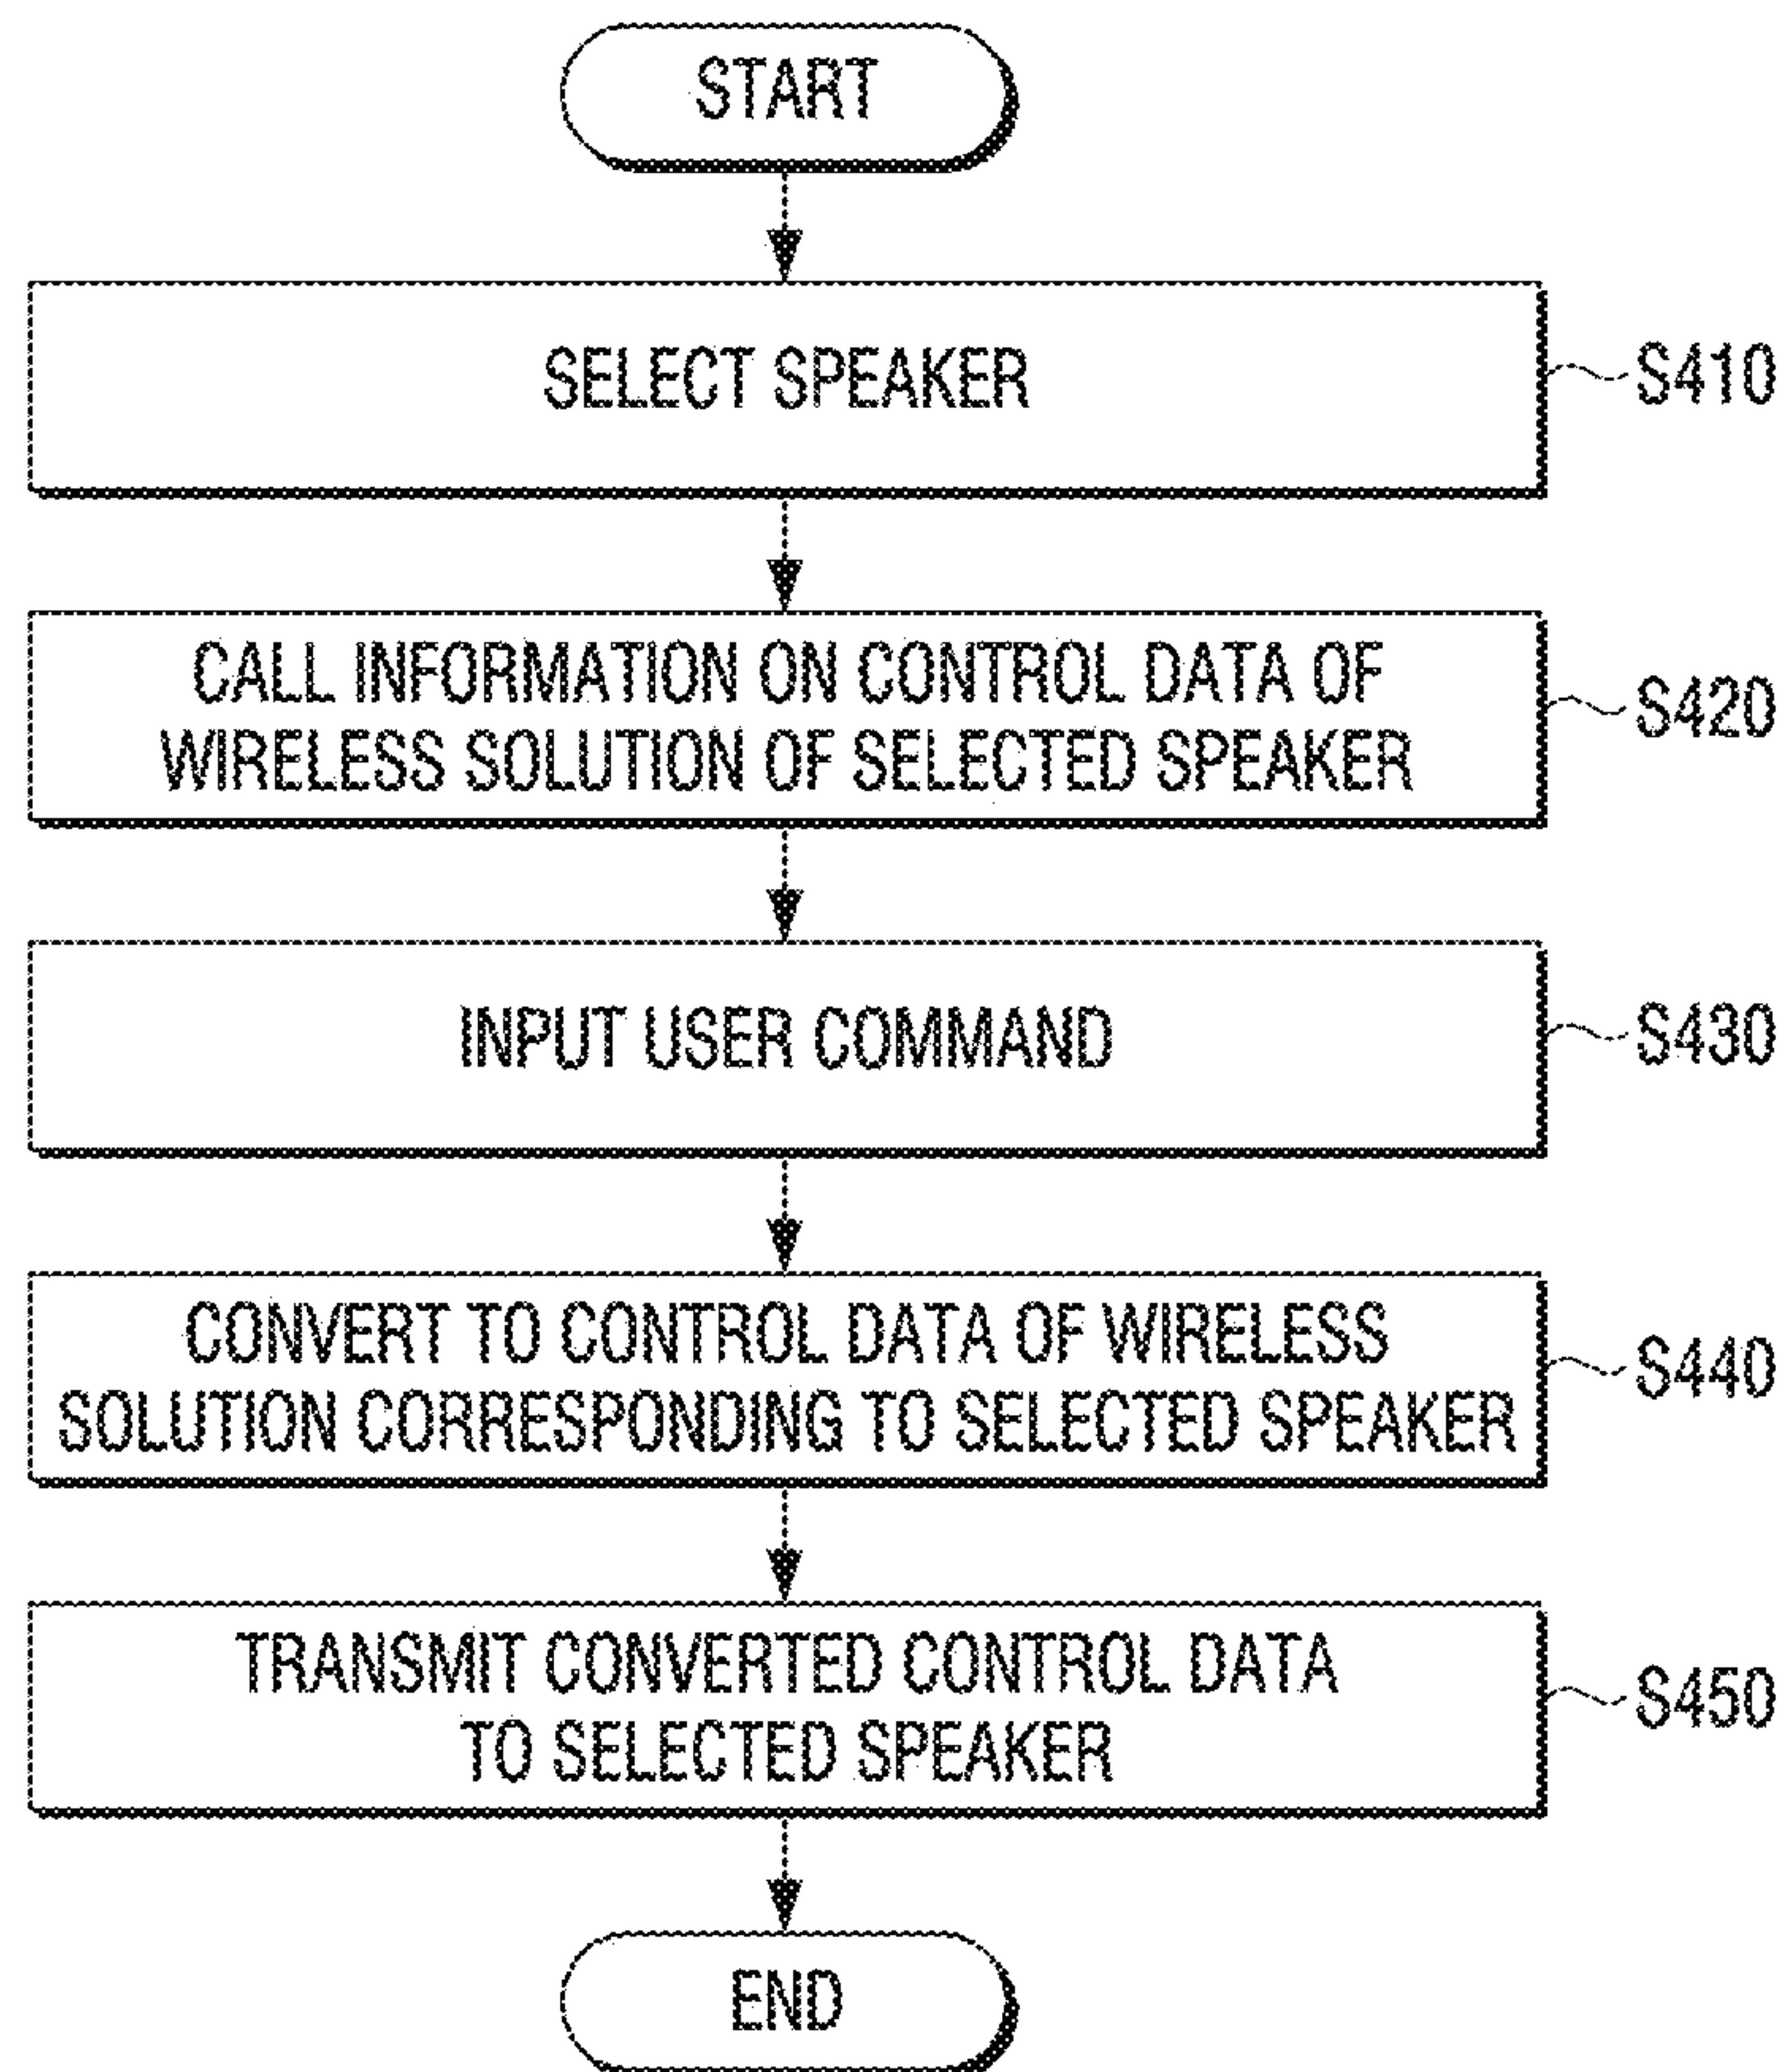 START
SELECT SPEAKER
S410
CALL INFORMATION ON CONTROL DATA OF
WIRELESS SOLUTION OF SELECTED SPEAKER
S420
INPUT USER COMMAND
S430
CONVERT TO CONTROL DATA OF WIRELESS
SOLUTION CORRESPONDING TO SELECTED SPEAKER
S440
TRANSMIT CONVERTED CONTROL DATA
TO SELECTED SPEAKER
S450
END